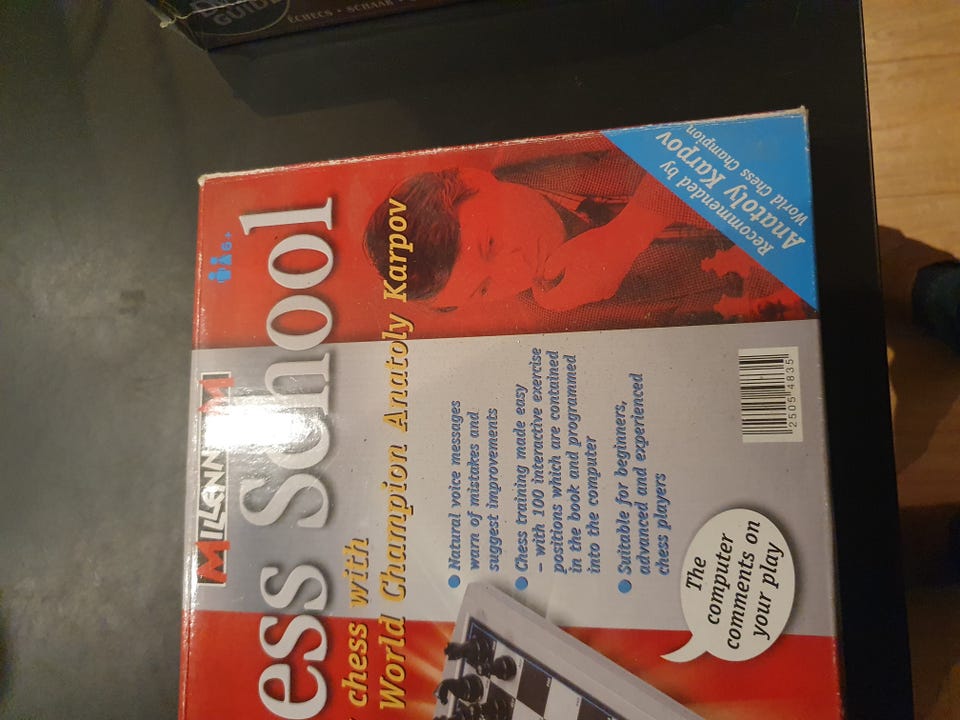 GUIDE
ÉCHECS • SCHAAK
MILLENNIUM
6+
ess School
chess with
World Champion Anatoly Karpov
Recommended by
Anatoly Karpov
World Chess Champion
● Natural voice messages
warn of mistakes and
suggest improvements
● Chess training made easy
– with 100 interactive exercise
positions which are contained
in the book and programmed
into the computer
● Suitable for beginners,
advanced and experienced
chess players
The
computer
comments on
your play
25054835